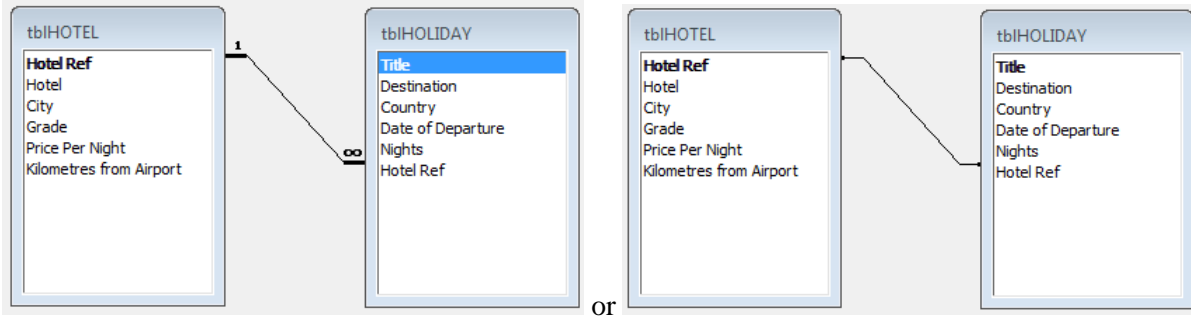 tblHOTEL
Hotel Ref
Hotel
City
Grade
Price Per Night
Kilometres from Airport
1
∞
tblHOLIDAY
Title
Destination
Country
Date of Departure
Nights
Hotel Ref
or
tblHOTEL
Hotel Ref
Hotel
City
Grade
Price Per Night
Kilometres from Airport
tblHOLIDAY
Title
Destination
Country
Date of Departure
Nights
Hotel Ref